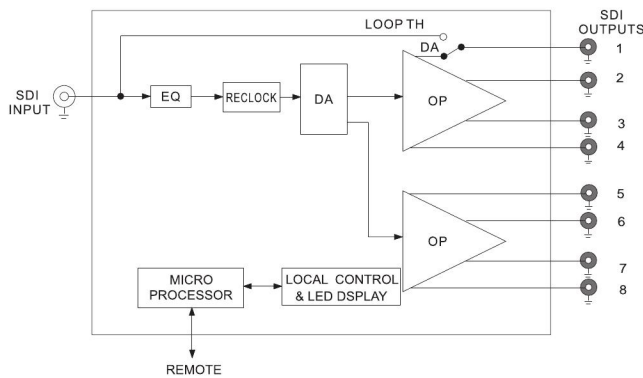 LOOP TH
SDI
OUTPUTS
DA
1
2
3
4
SDI
INPUT
EQ
RECLOCK
DA
OP
5
6
7
8
OP
MICRO
PROCESSOR
LOCAL CONTROL
& LED DSPLAY
REMOTE